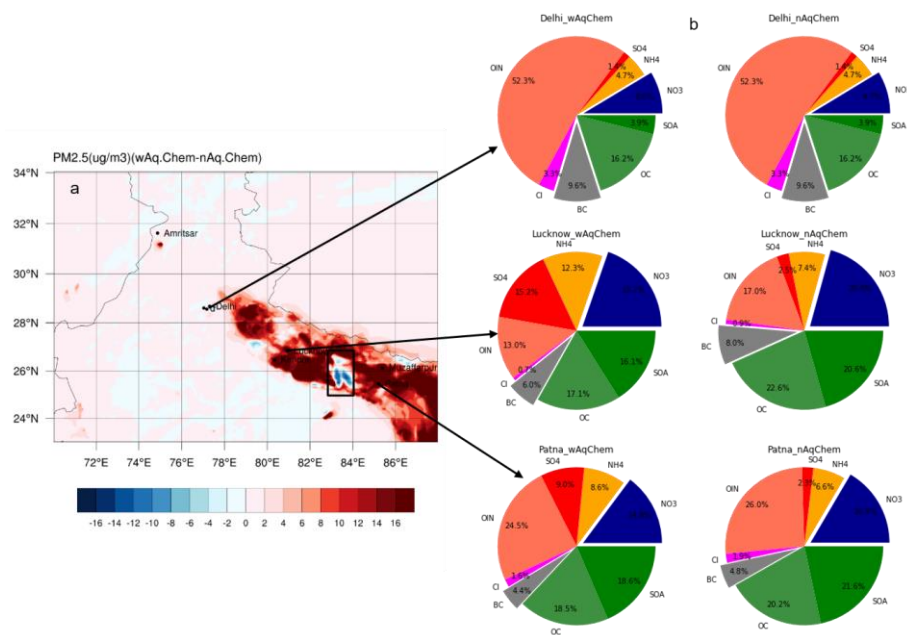 PM2.5(ug/m3)(wAq.Chem-nAq.Chem)
a
34°N
32°N
30°N
28°N
26°N
24°N
72°E 74°E 76°E 78°E 80°E 82°E 84°E 86°E
Amritsar
Delhi
-16 -14 -12 -10 -8 -6 -4 -2 0 2 4 6 8 10 12 14 16
b
Delhi_wAqChem
OIN
52.3%
SO4
NH4
4.7%
NO3
SOA
3.9%
OC
16.2%
BC
9.6%
Cl
3.3%
Delhi_nAqChem
OIN
52.3%
SO4
NH4
4.7%
NO3
SOA
3.9%
OC
16.2%
BC
9.6%
Cl
3.3%
Lucknow_wAqChem
NH4
12.3%
SO4
15.3%
NO3
OIN
13.0%
Cl
0.7%
BC
6.0%
OC
17.1%
SOA
16.1%
Lucknow_nAqChem
NH4
7.4%
SO4
NO3
OIN
17.0%
Cl
0.9%
BC
8.0%
OC
22.6%
SOA
20.6%
Patna_wAqChem
SO4
9.0%
NH4
8.6%
NO3
OIN
24.5%
Cl
BC
4.4%
OC
18.5%
SOA
18.6%
Patna_nAqChem
SO4
NH4
6.6%
NO3
OIN
26.0%
Cl
BC
4.8%
OC
20.2%
SOA
21.6%